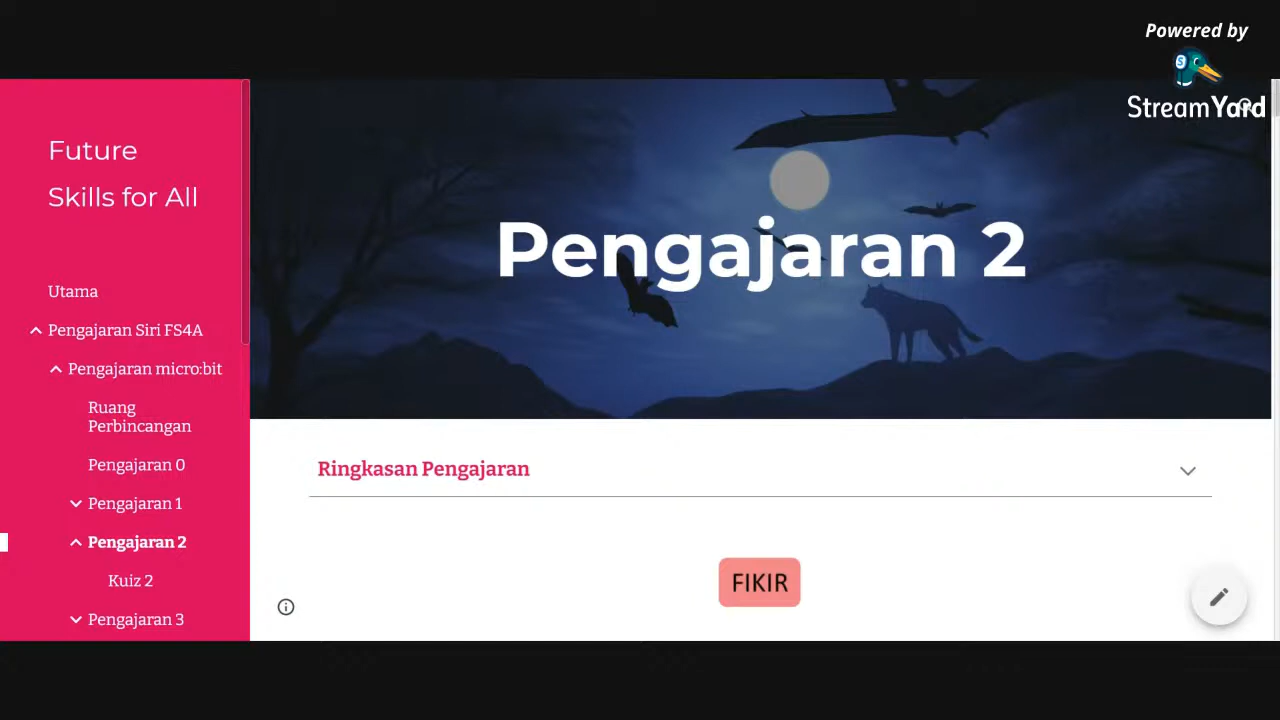 Powered by
StreamYard
Future
Skills for All
Utama
Pengajaran Siri FS4A
Pengajaran micro:bit
Ruang
Perbincangan
Pengajaran 0
Pengajaran 1
Pengajaran 2
Kuiz 2
Pengajaran 3
Pengajaran 2
Ringkasan Pengajaran
FIKIR